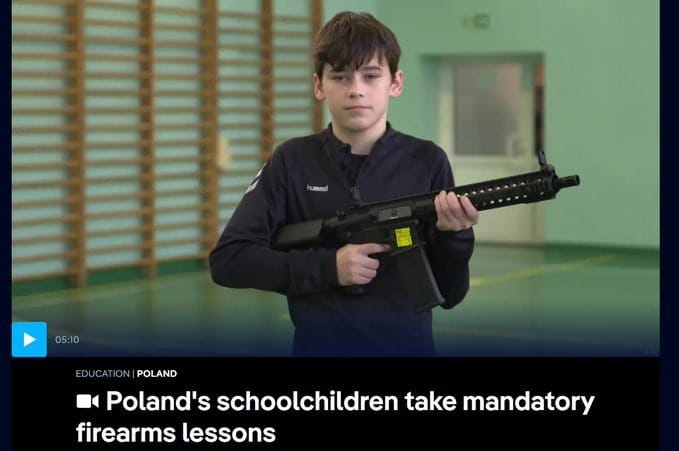 hummel
05:10
EDUCATION | POLAND
Poland's schoolchildren take mandatory
firearms lessons